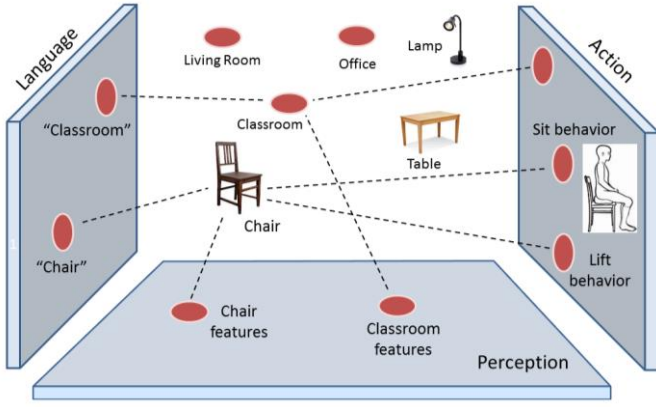 Language
Living Room
Office
Lamp
Action
"Classroom"
Classroom
Table
Sit behavior
Chair
"Chair"
Lift
behavior
Chair
features
Classroom
features
Perception